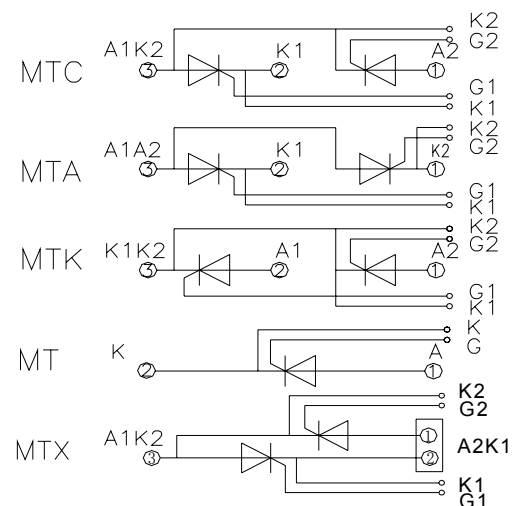 K2
G2
A1K2 K1 A2
MTC ③ ② ①
G1
K1
K2
G2
A1A2 K1 K2
MTA ③ ② ①
G1
K1
K2
G2
K1K2 A1 A2
MTK ③ ② ①
G1
K1
K
G
K A
MT ② ①
K2
G2
①
A1K2 A2K1
MTX ③ ②
K1
G1